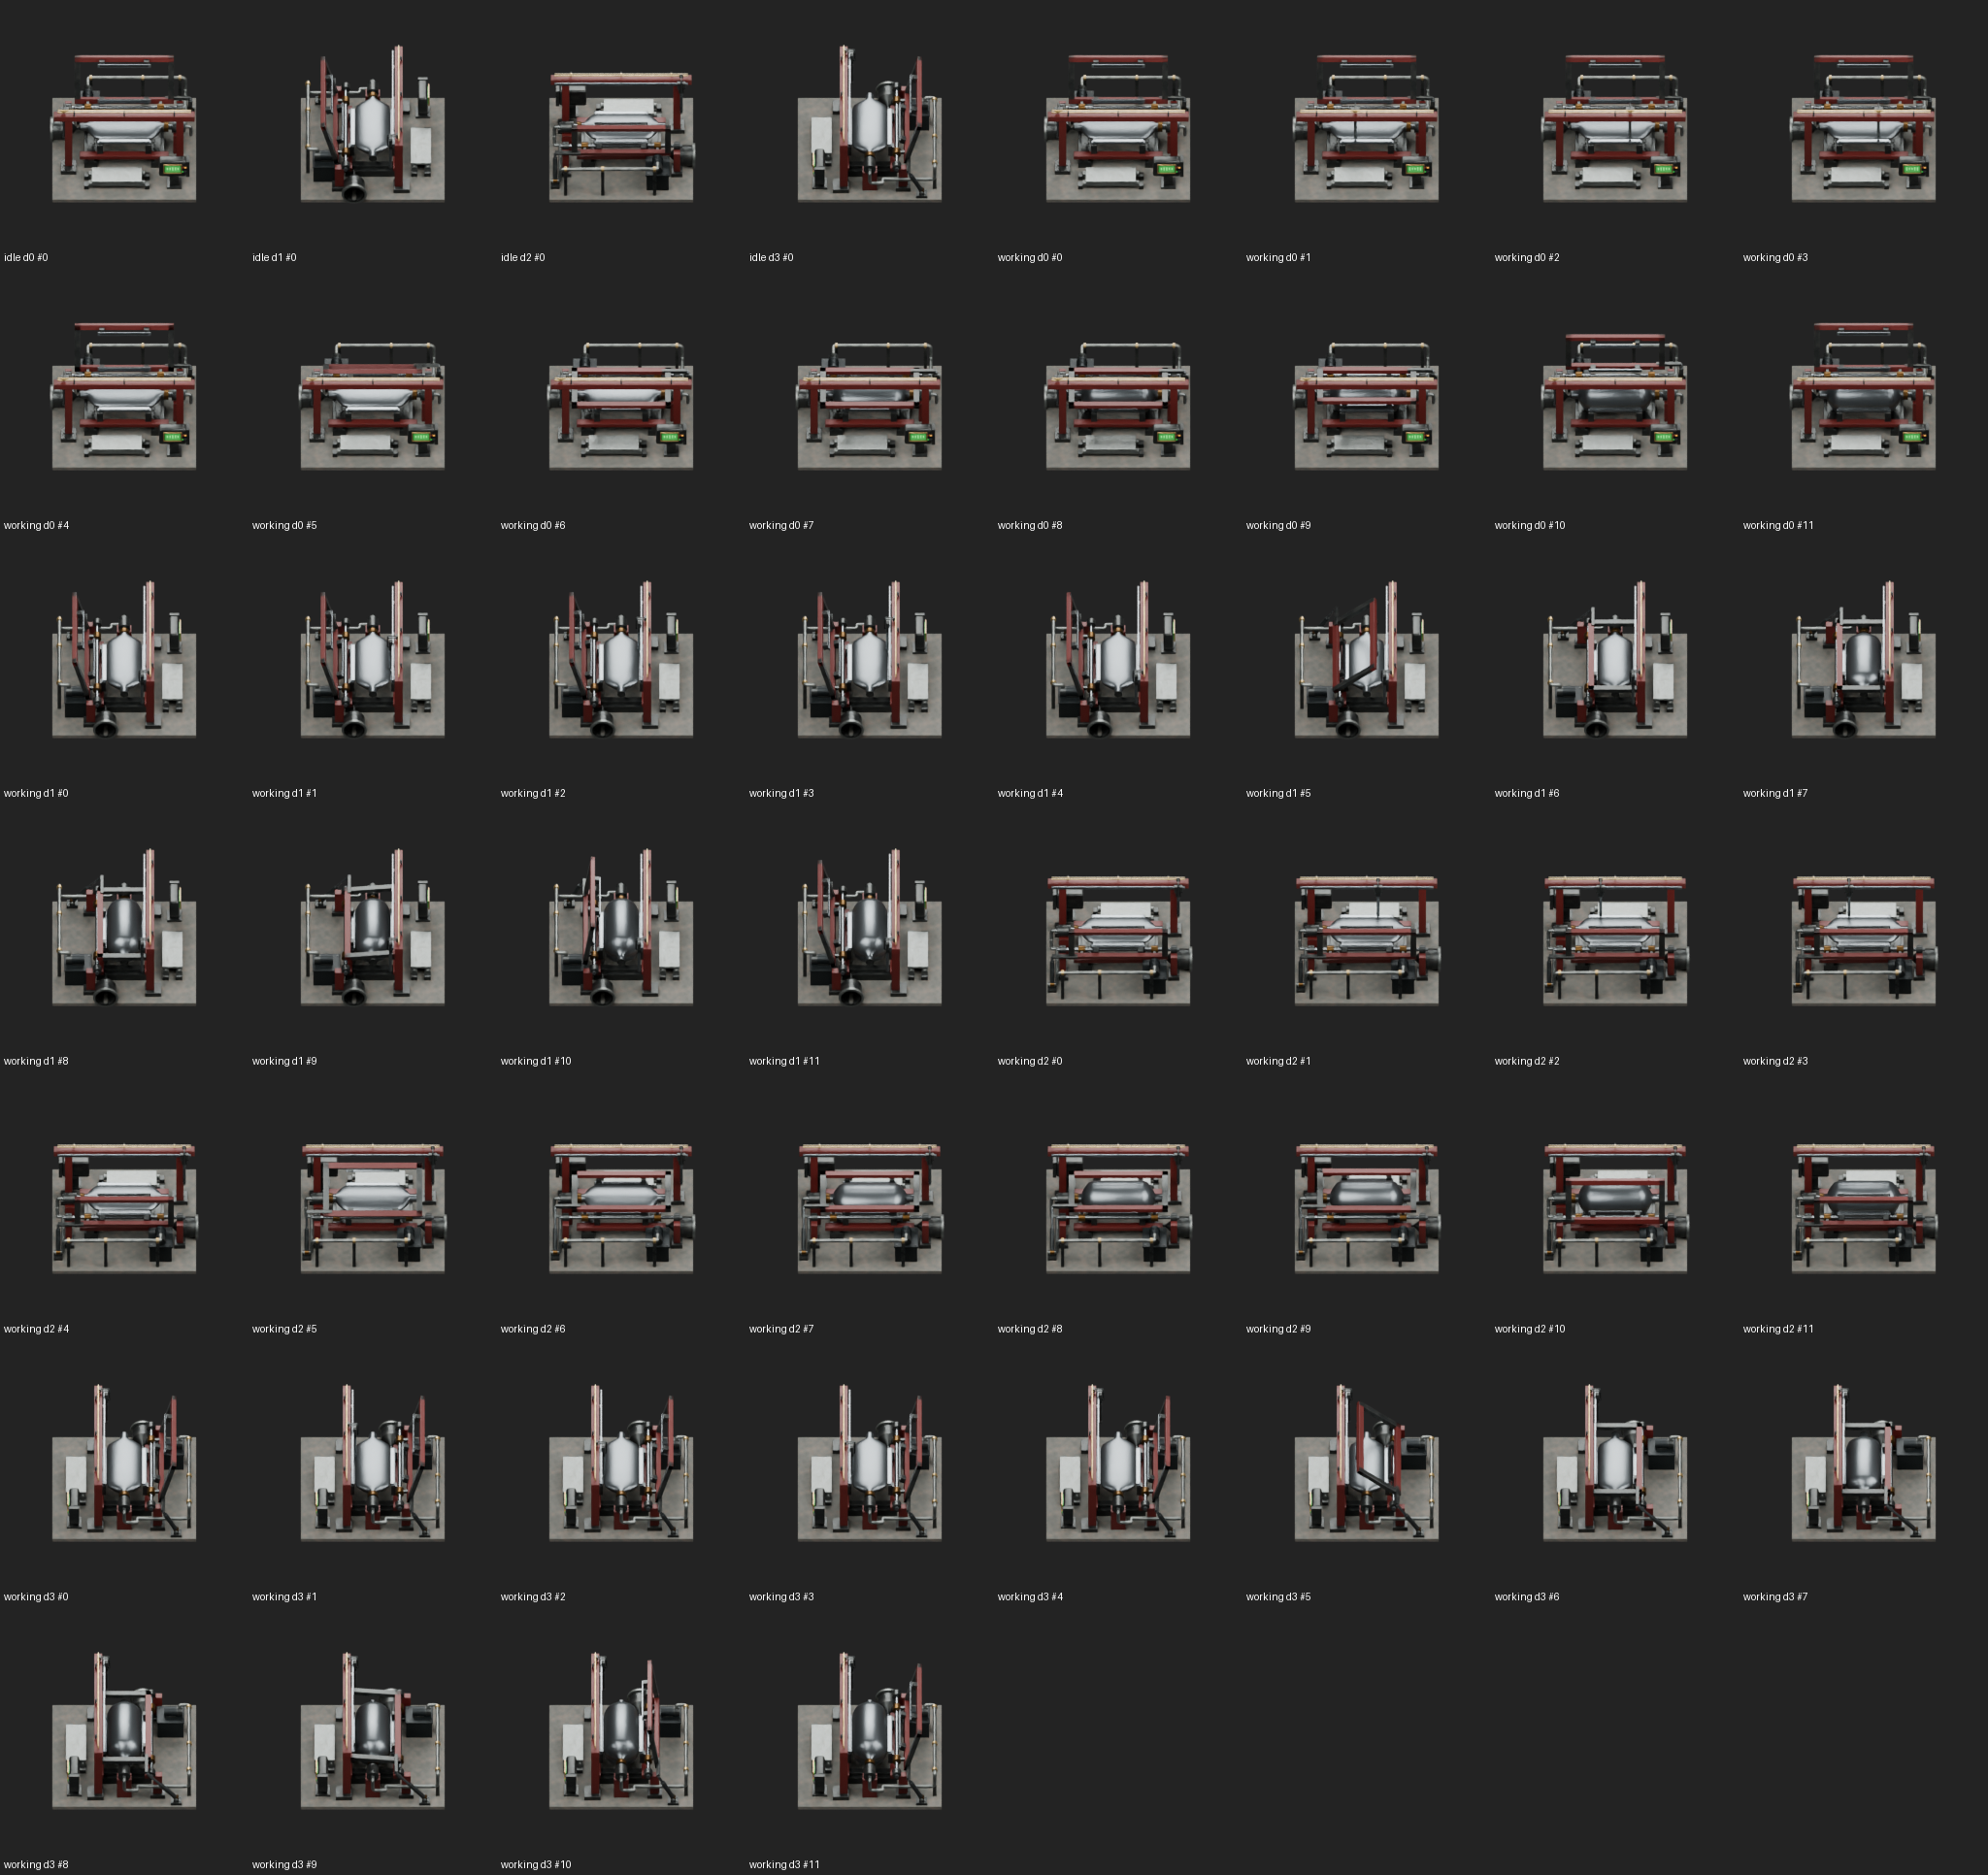 idle d0 #0
idle d1 #0
idle d2 #0
idle d3 #0
working d0 #0
working d0 #1
working d0 #2
working d0 #3
working d0 #4
working d0 #5
working d0 #6
working d0 #7
working d0 #8
working d0 #9
working d0 #10
working d0 #11
working d1 #0
working d1 #1
working d1 #2
working d1 #3
working d1 #4
working d1 #5
working d1 #6
working d1 #7
working d1 #8
working d1 #9
working d1 #10
working d1 #11
working d2 #0
working d2 #1
working d2 #2
working d2 #3
working d2 #4
working d2 #5
working d2 #6
working d2 #7
working d2 #8
working d2 #9
working d2 #10
working d2 #11
working d3 #0
working d3 #1
working d3 #2
working d3 #3
working d3 #4
working d3 #5
working d3 #6
working d3 #7
working d3 #8
working d3 #9
working d3 #10
working d3 #11